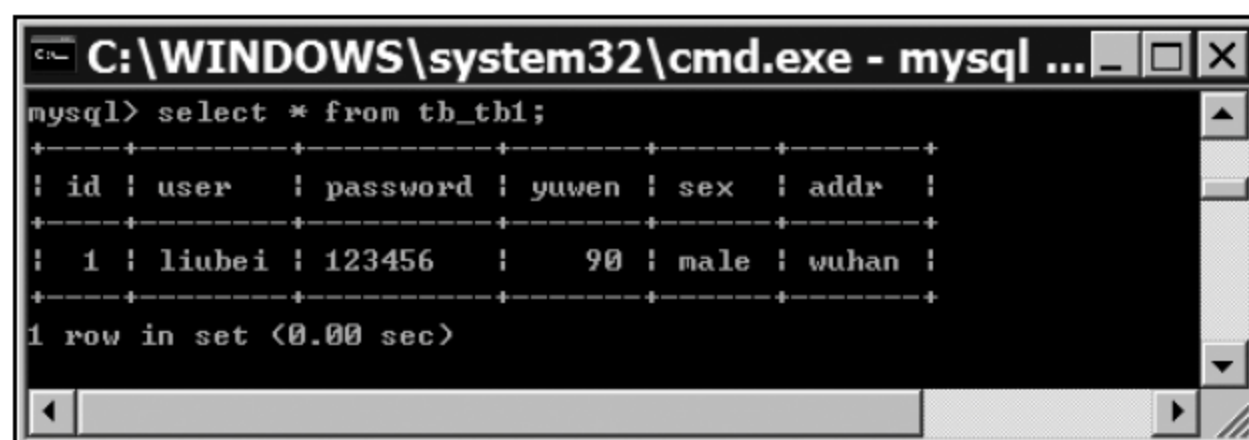 C:\WINDOWS\system32\cmd.exe - mysql ...
mysql> select * from tb_tb1;
+----+--------+----------+-------+------+-------+
| id | user   | password | yuwen | sex  | addr  |
+----+--------+----------+-------+------+-------+
|  1 | liubei | 123456   |    90 | male | wuhan |
+----+--------+----------+-------+------+-------+
1 row in set (0.00 sec)